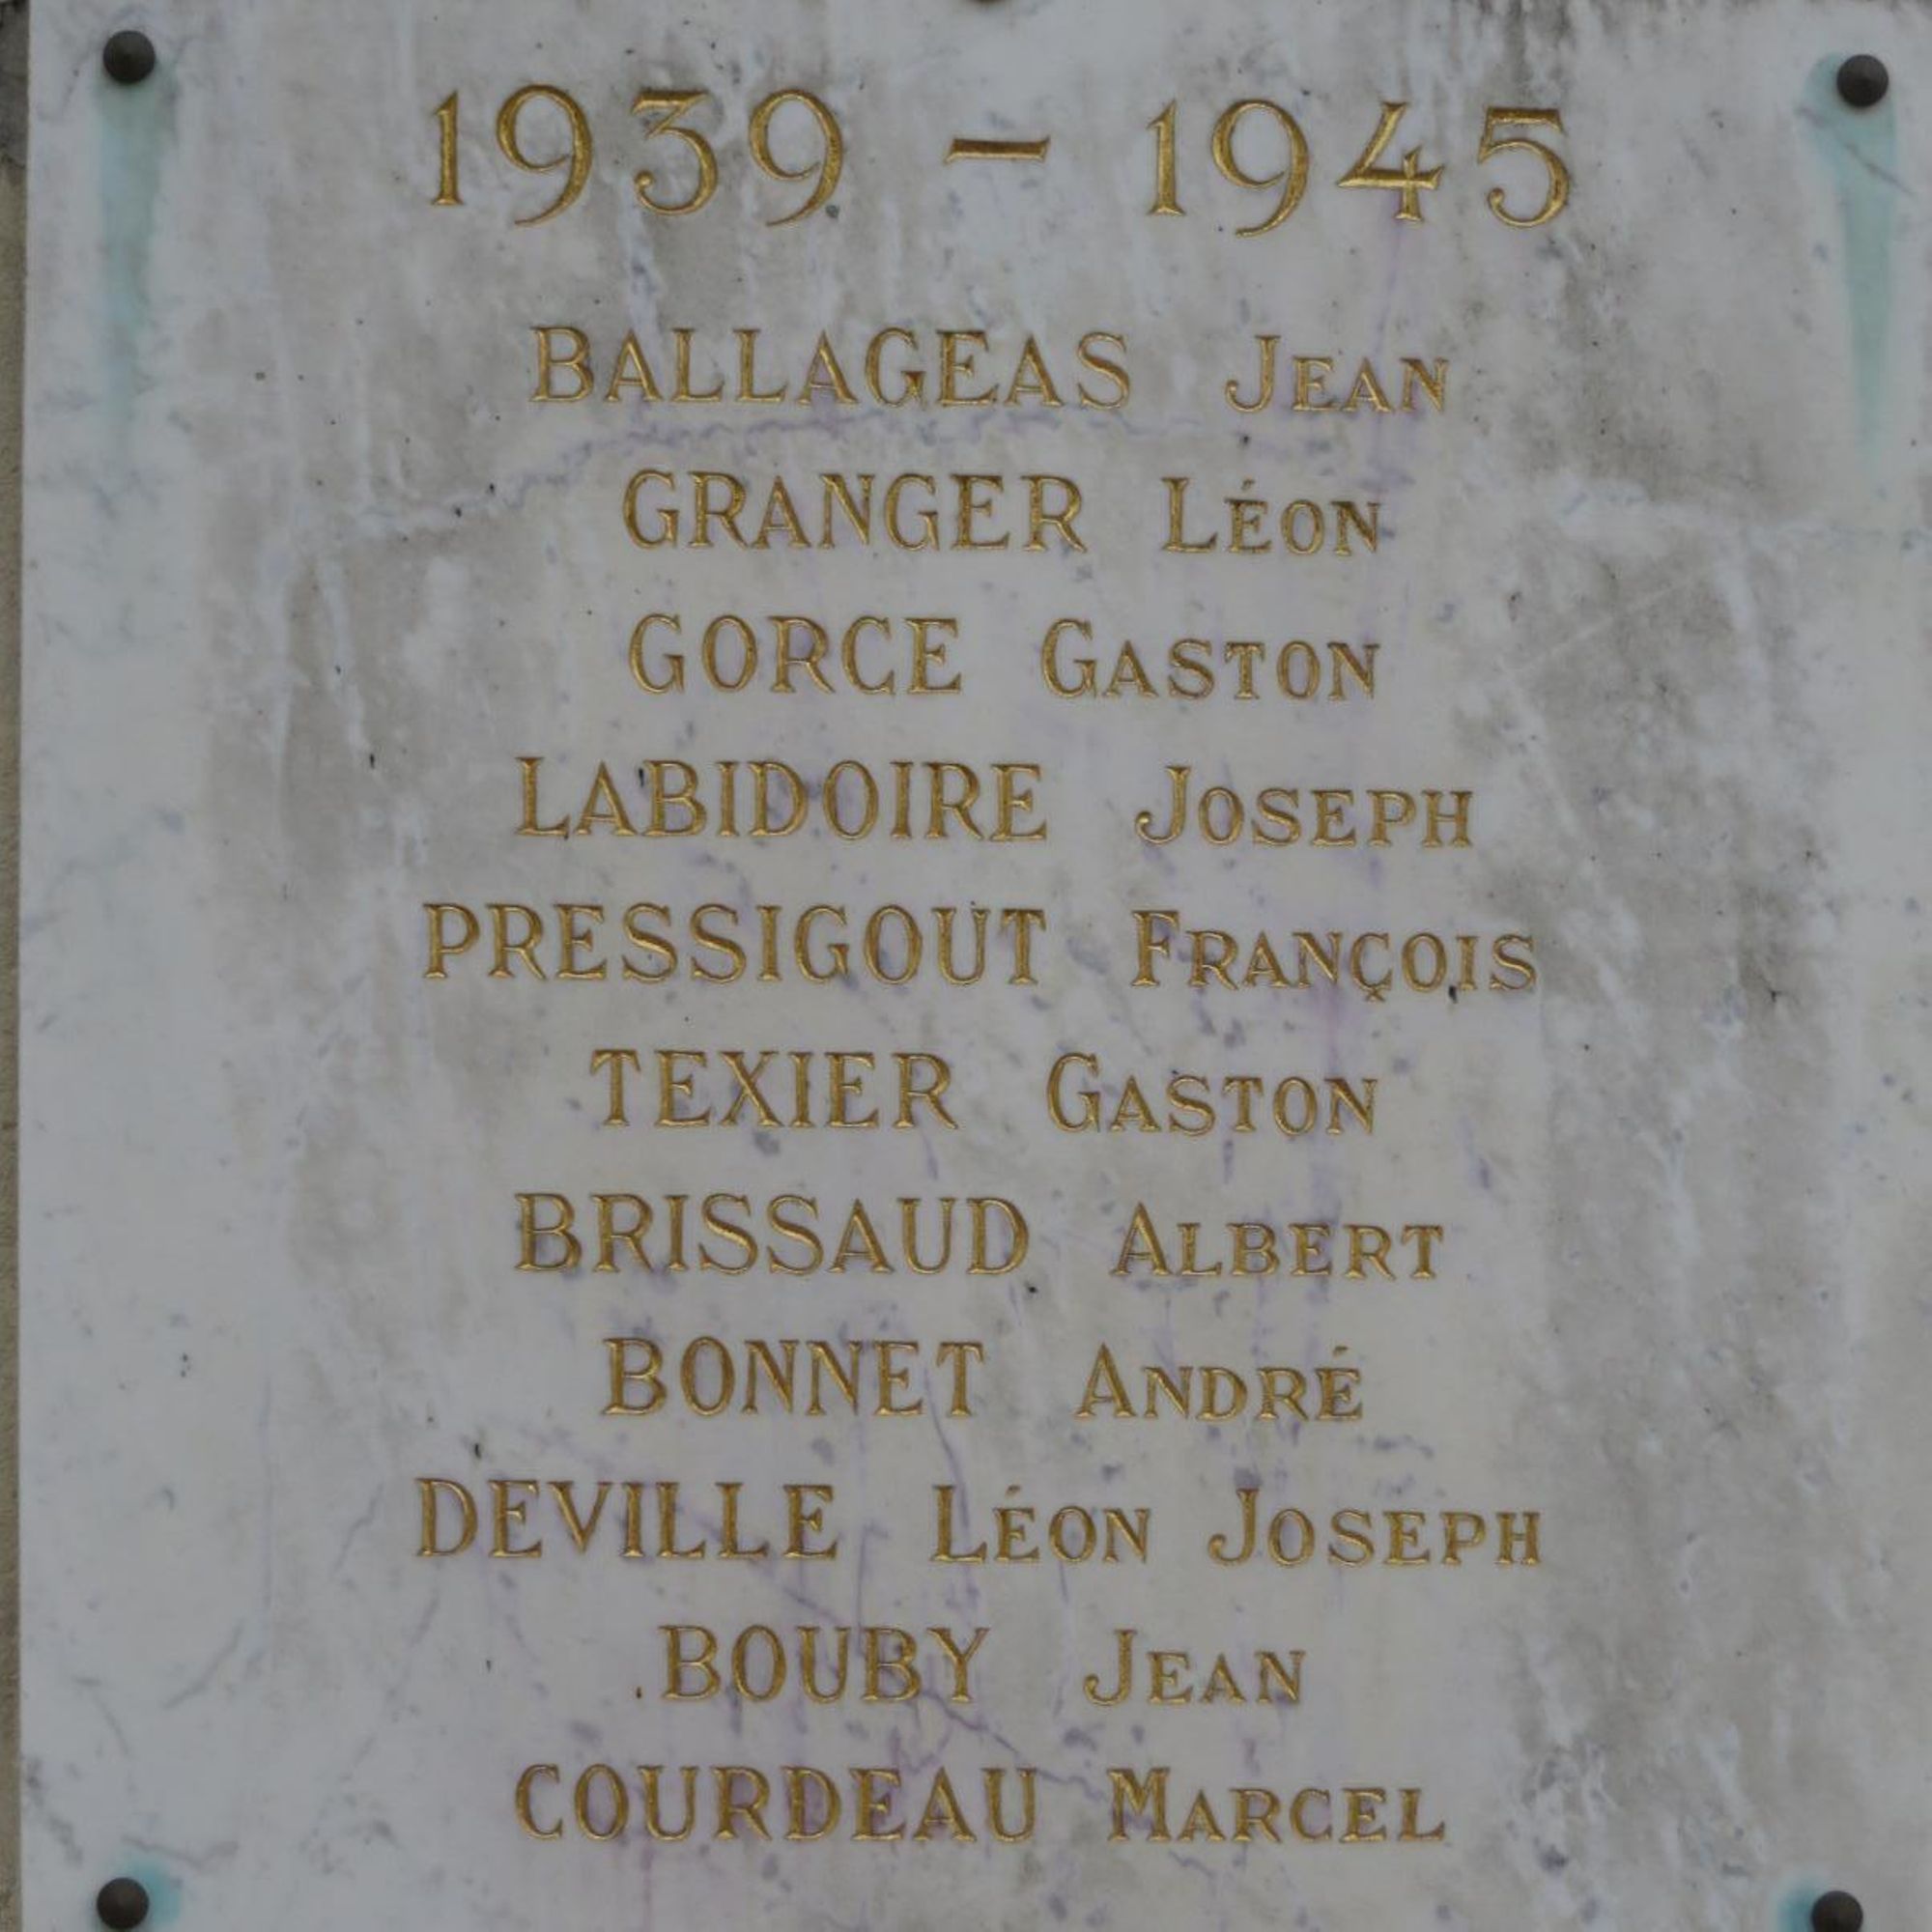 1939 - 1945
BALLAGEAS JEAN
GRANGER LÉON
GORCE GASTON
LABIDOIRE JOSEPH
PRESSIGOUT FRANÇOIS
TEXIER GASTON
BRISSAUD ALBERT
BONNET ANDRÉ
DEVILLE LÉON JOSEPH
BOUBY JEAN
COURDEAU MARCEL